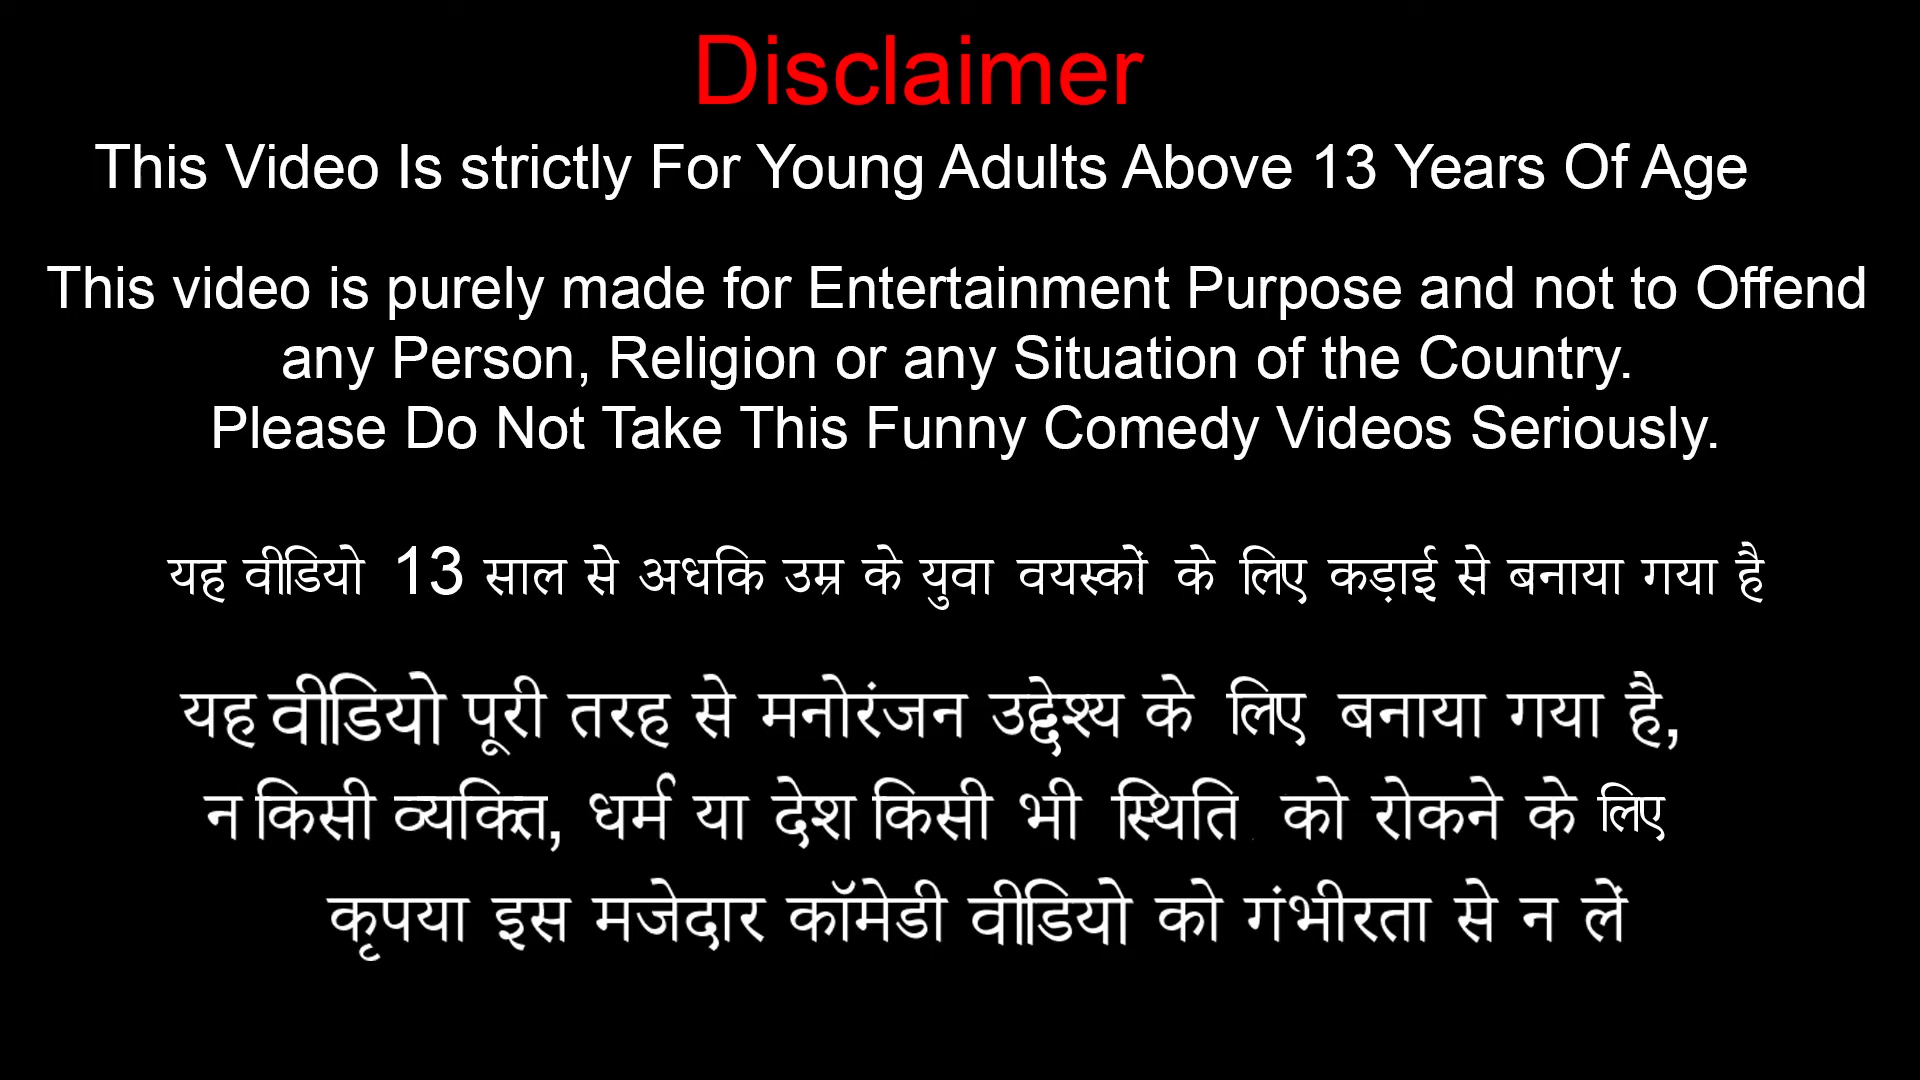 Disclaimer
This Video Is strictly For Young Adults Above 13 Years Of Age
This video is purely made for Entertainment Purpose and not to Offend
any Person, Religion or any Situation of the Country.
Please Do Not Take This Funny Comedy Videos Seriously.
यह वीडियो 13 साल से अधकि उम्र के युवा वयस्कों के लिए कड़ाई से बनाया गया है
यह वीडियो पूरी तरह से मनोरंजन उद्देश्य के लिए बनाया गया है,
न किसी व्यक्ति, धर्म या देश किसी भी स्थिति को रोकने के लिए
कृपया इस मजेदार कॉमेडी वीडियो को गंभीरता से न लें